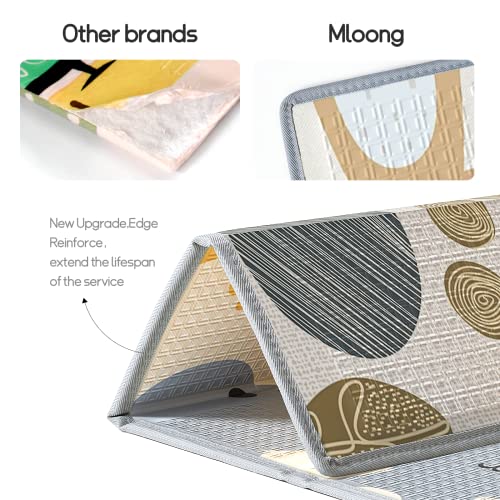 Other brands
Mloong
New Upgrade.Edge
Reinforce,
extend the lifespan
of the service